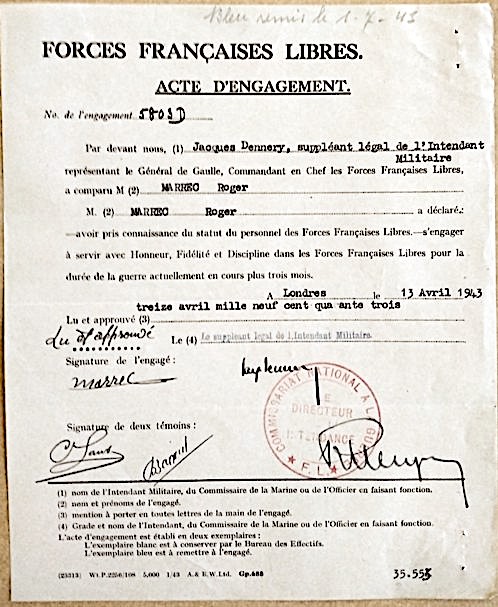 Bleu remis le 1-7-43
FORCES FRANÇAISES LIBRES.
ACTE D'ENGAGEMENT.
No. de l'engagement 5803D
Par devant nous, (1) Jacques Dennery, suppléant légal de l'Intendant
Militaire
représentant le Général de Gaulle, Commandant en Chef les Forces Françaises Libres,
a comparu M (2) MARREC Roger
M. (2) MARREC Roger a déclaré.:
—avoir pris connaissance du statut du personnel des Forces Françaises Libres.—s'engager
à servir avec Honneur, Fidélité et Discipline dans les Forces Françaises Libres pour la
durée de la guerre actuellement en cours plus trois mois.
A Londres le 13 Avril 1943
treize avril mille neuf cent qua ante trois
Lu et approuvé (3)
Lu et approuvé Le (4) Le suppleant legal de l.Intendant Militaire.
Signature de l'engagé:
Marrec
COMMISSARIAT NATIONAL A LA GUERRE
LE
DIRECTEUR
INTENDANCE
F.L.
Signature de deux témoins:
(1) nom de l'Intendant Militaire, du Commissaire de la Marine ou de l'Officier en faisant fonction.
(2) nom et prénoms de l'engagé.
(3) mention à porter en toutes lettres de la main de l'engagé.
(4) Grade et nom de l'Intendant, du Commissaire de la Marine ou de l'Officier en faisant fonction.
L'acte d'engagement est établi en deux exemplaires:
L'exemplaire blanc est à conserver par le Bureau des Effectifs.
L'exemplaire bleu est à remettre à l'engagé.
(23313) Wt.P.2256/108 5,000 1/43 A.& E.W.Ltd. Gp.688
35.55